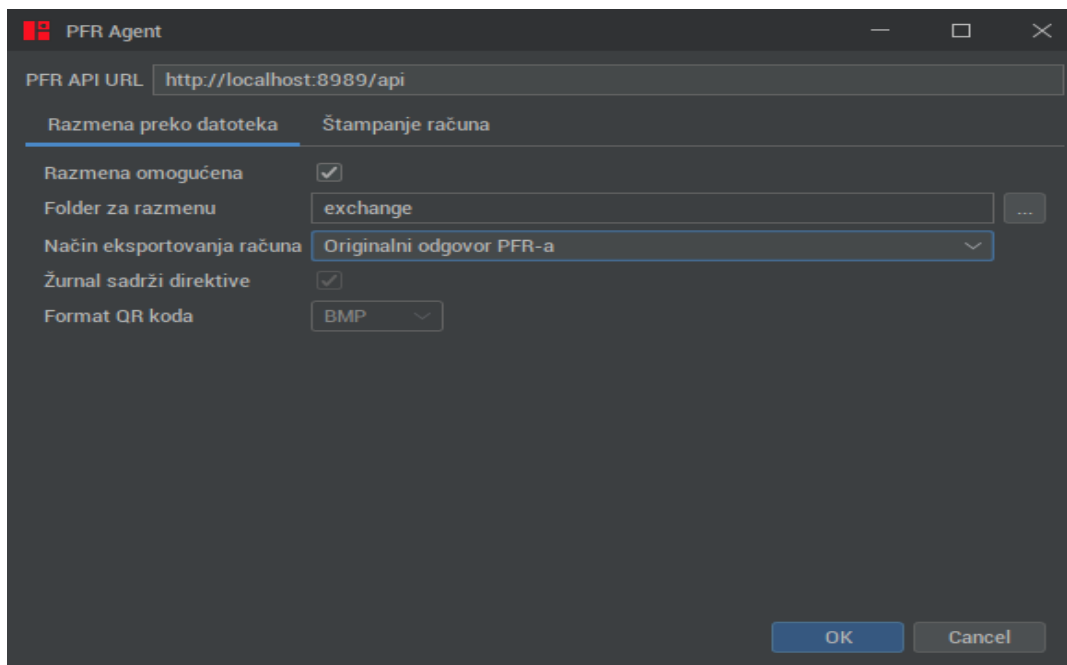 PFR Agent
PFR API URL http://localhost:8989/api
Razmena preko datoteka Štampanje računa
Razmena omogućena
Folder za razmenu exchange ...
Način eksportovanja računa Originalni odgovor PFR-a
Žurnal sadrži direktive
Format QR koda BMP
OK Cancel